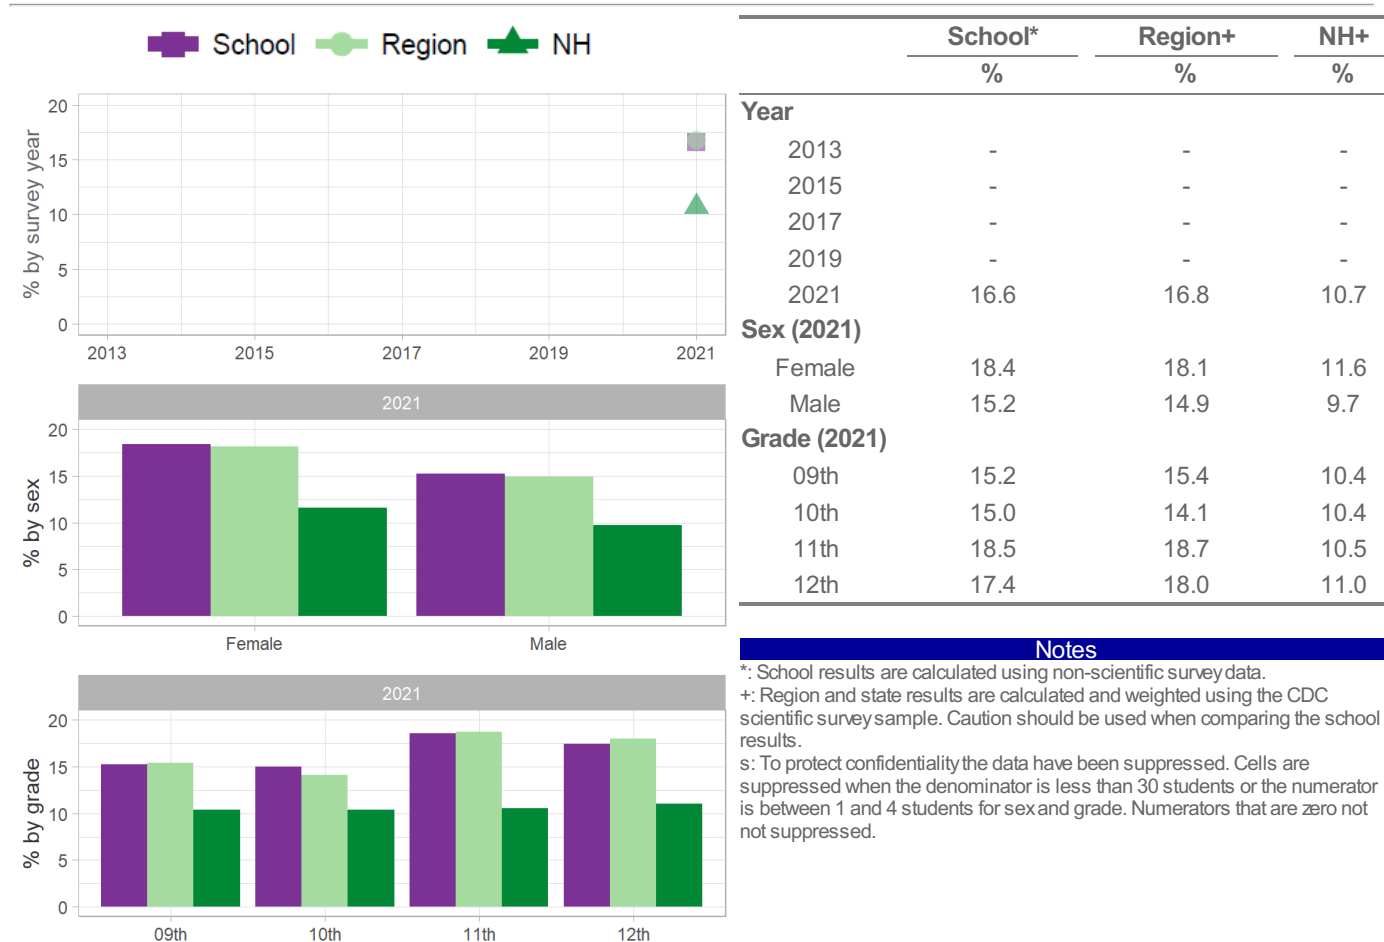 School Region NH
% by survey year
20
15
10
5
0
2013 2015 2017 2019 2021
2021
% by sex
20
15
10
5
0
Female Male
2021
% by grade
20
15
10
5
0
09th 10th 11th 12th
School* Region+ NH+
% % %
Year
2013 - - -
2015 - - -
2017 - - -
2019 - - -
2021 16.6 16.8 10.7
Sex (2021)
Female 18.4 18.1 11.6
Male 15.2 14.9 9.7
Grade (2021)
09th 15.2 15.4 10.4
10th 15.0 14.1 10.4
11th 18.5 18.7 10.5
12th 17.4 18.0 11.0
Notes
*: School results are calculated using non-scientific survey data.
+: Region and state results are calculated and weighted using the CDC
scientific survey sample. Caution should be used when comparing the school
results.
s: To protect confidentiality the data have been suppressed. Cells are
suppressed when the denominator is less than 30 students or the numerator
is between 1 and 4 students for sex and grade. Numerators that are zero not
not suppressed.